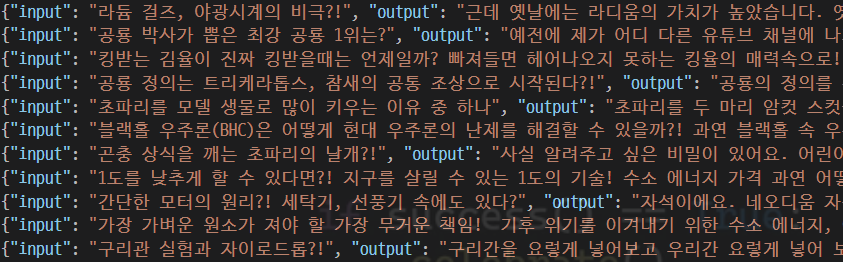 {"input": "라듐 걸즈, 야광시계의 비극?!", "output": "근데 옛날에는 라디움의 가치가 높았습니다. 옛
{"input": "공룡 박사가 뽑은 최강 공룡 1위는?", "output": "예전에 제가 어디 다른 유튜브 채널에 나
{"input": "킹받는 김율이 진짜 킹받을때는 언제일까? 빠져들면 헤어나오지 못하는 킹율의 매력속으로!
{"input": "공룡 정의는 트리케라톱스, 참새의 공통 조상으로 시작된다?!", "output": "공룡의 정의를
{"input": "초파리를 모델 생물로 많이 키우는 이유 중 하나", "output": "초파리를 두 마리 암컷 스컷
{"input": "블랙홀 우주론(BHC)은 어떻게 현대 우주론의 난제를 해결할 수 있을까?! 과연 블랙홀 속 우
{"input": "곤충 상식을 깨는 초파리의 날개?!", "output": "사실 알려주고 싶은 비밀이 있어요. 어린이
{"input": "1도를 낮추게 할 수 있다면?! 지구를 살릴 수 있는 1도의 기술! 수소 에너지 가격 과연 어떻
{"input": "간단한 모터의 원리?! 세탁기, 선풍기 속에도 있다?", "output": "자석이에요. 네오디움 자
{"input": "가장 가벼운 원소가 져야 할 가장 무거운 책임! 기후 위기를 이겨내기 위한 수소 에너지,
{"input": "구리관 실험과 자이로드롭?!", "output": "구리간을 요렇게 넣어보고 우리간 요렇게 넣어 보